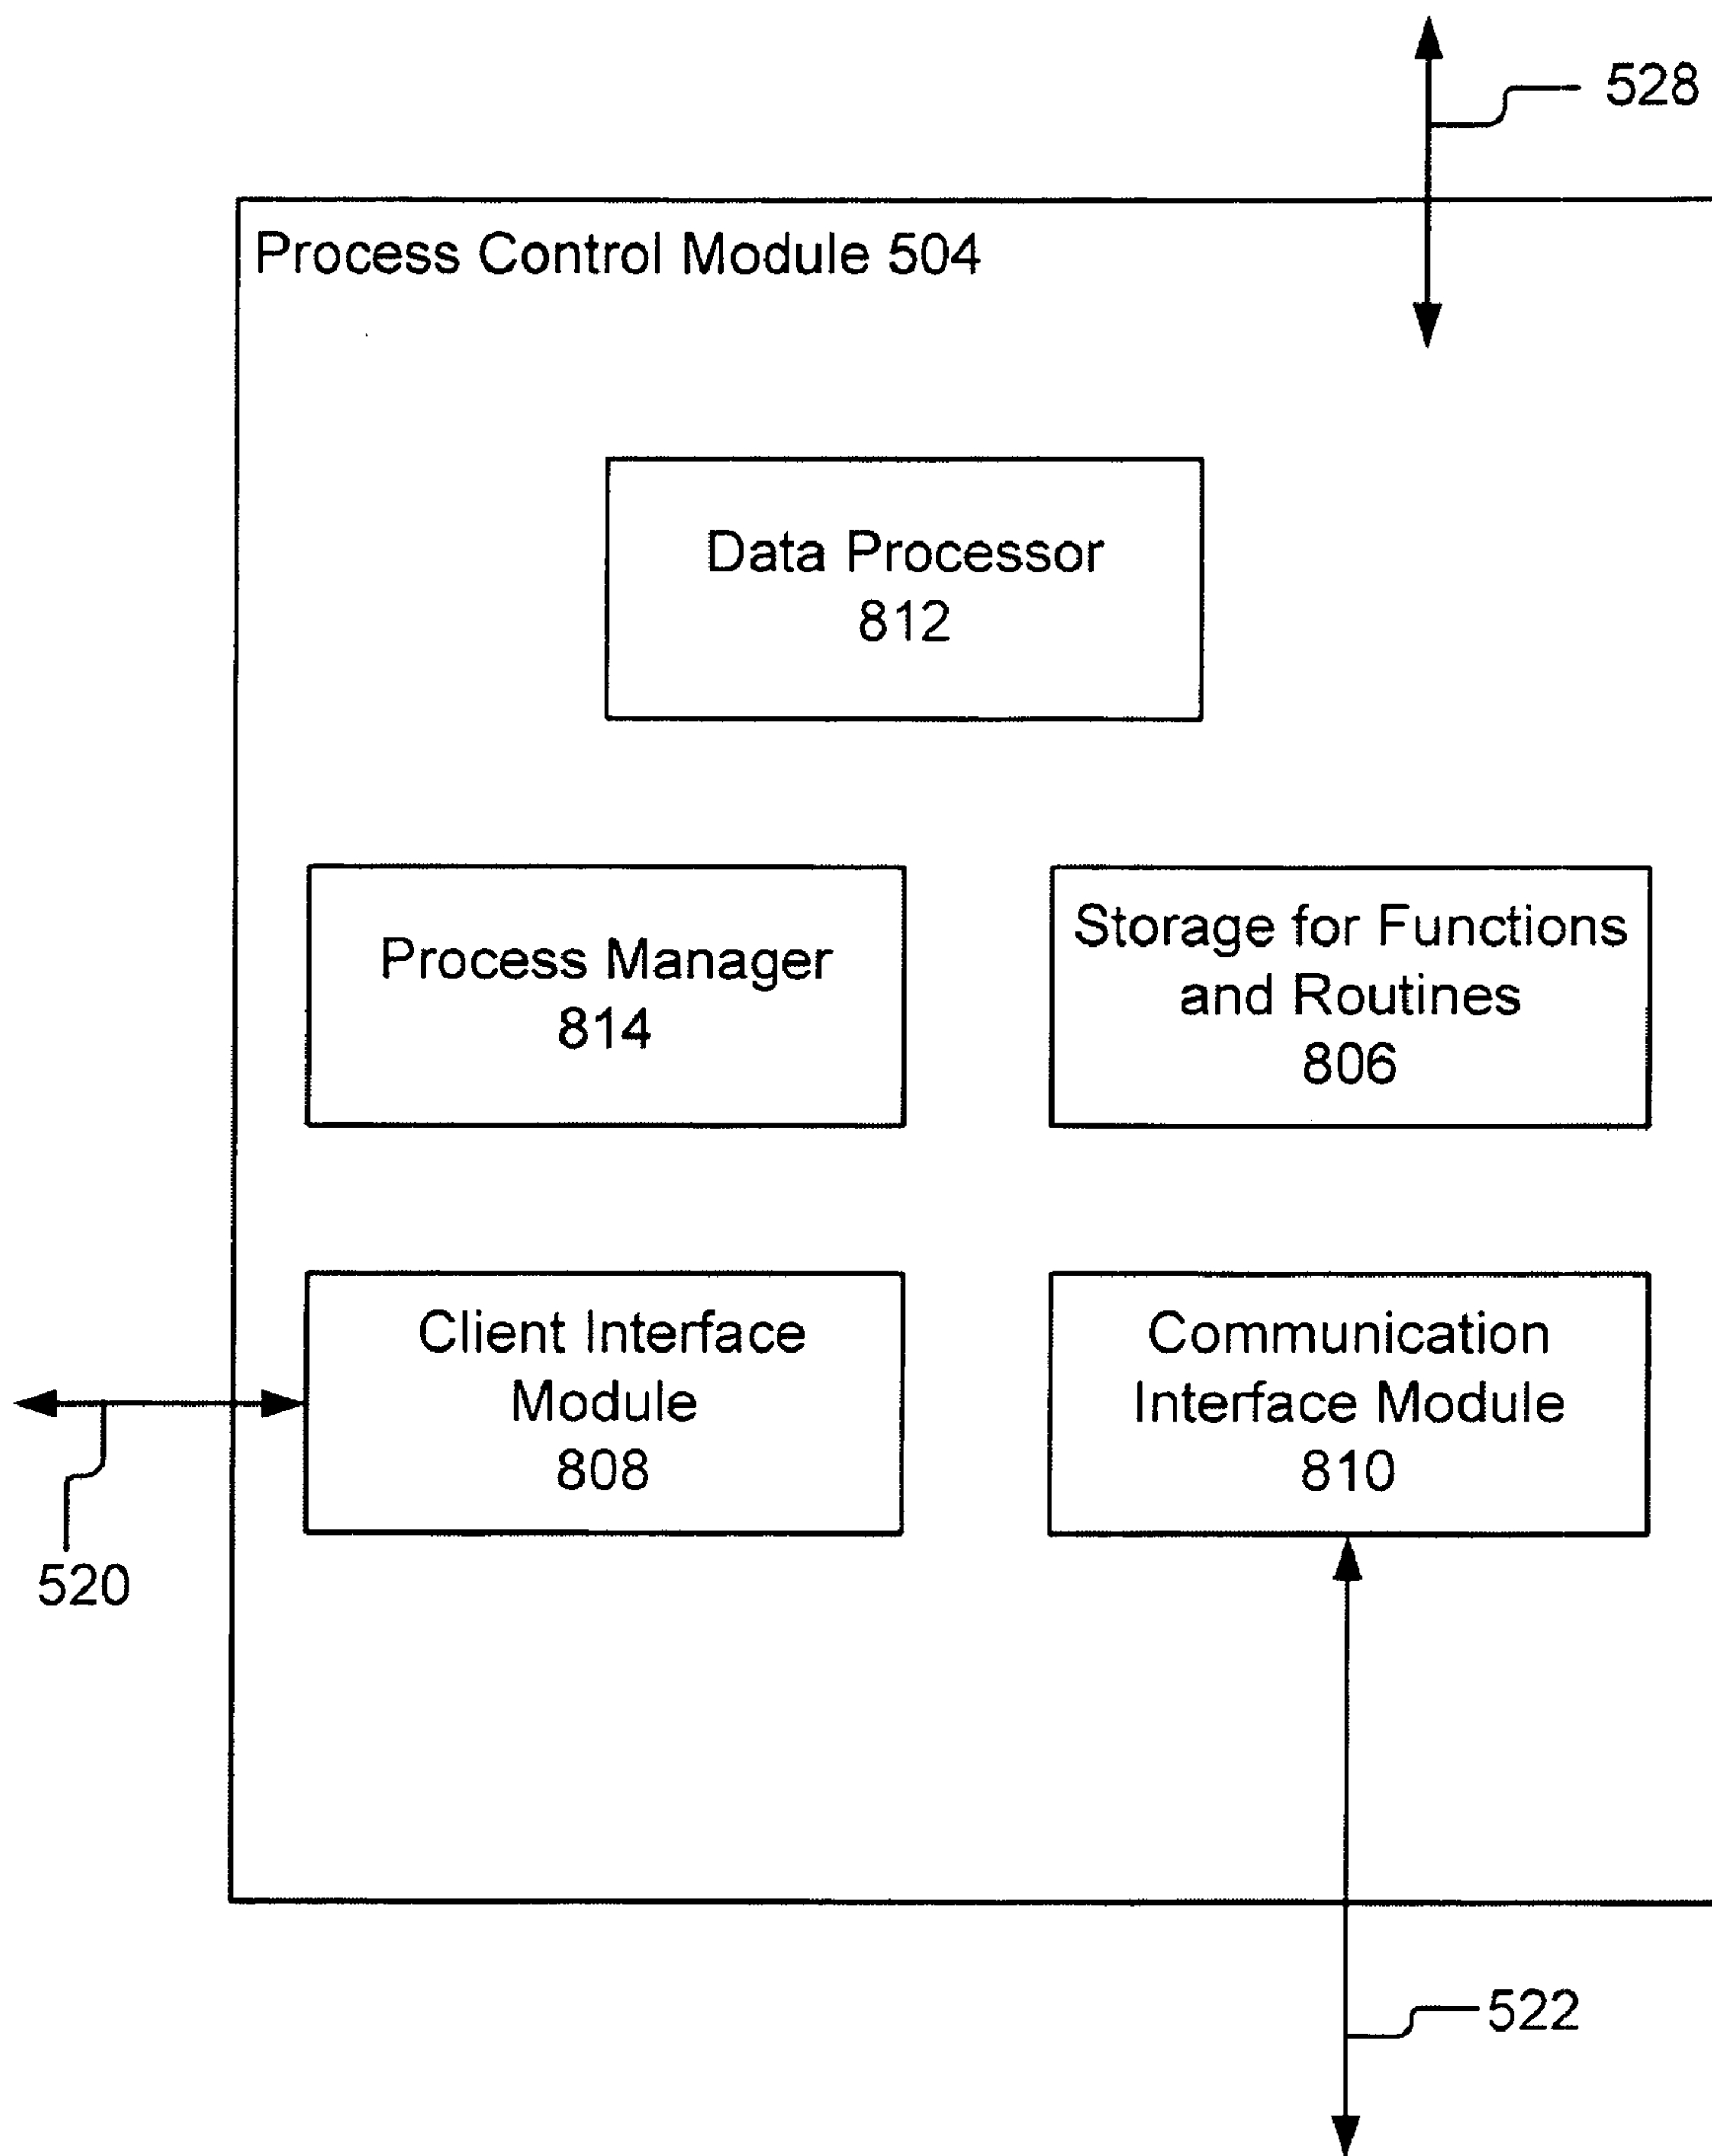 528
Process Control Module 504
Data Processor
812
Process Manager
814
Storage for Functions
and Routines
806
Client Interface
Module
808
Communication
Interface Module
810
520
522